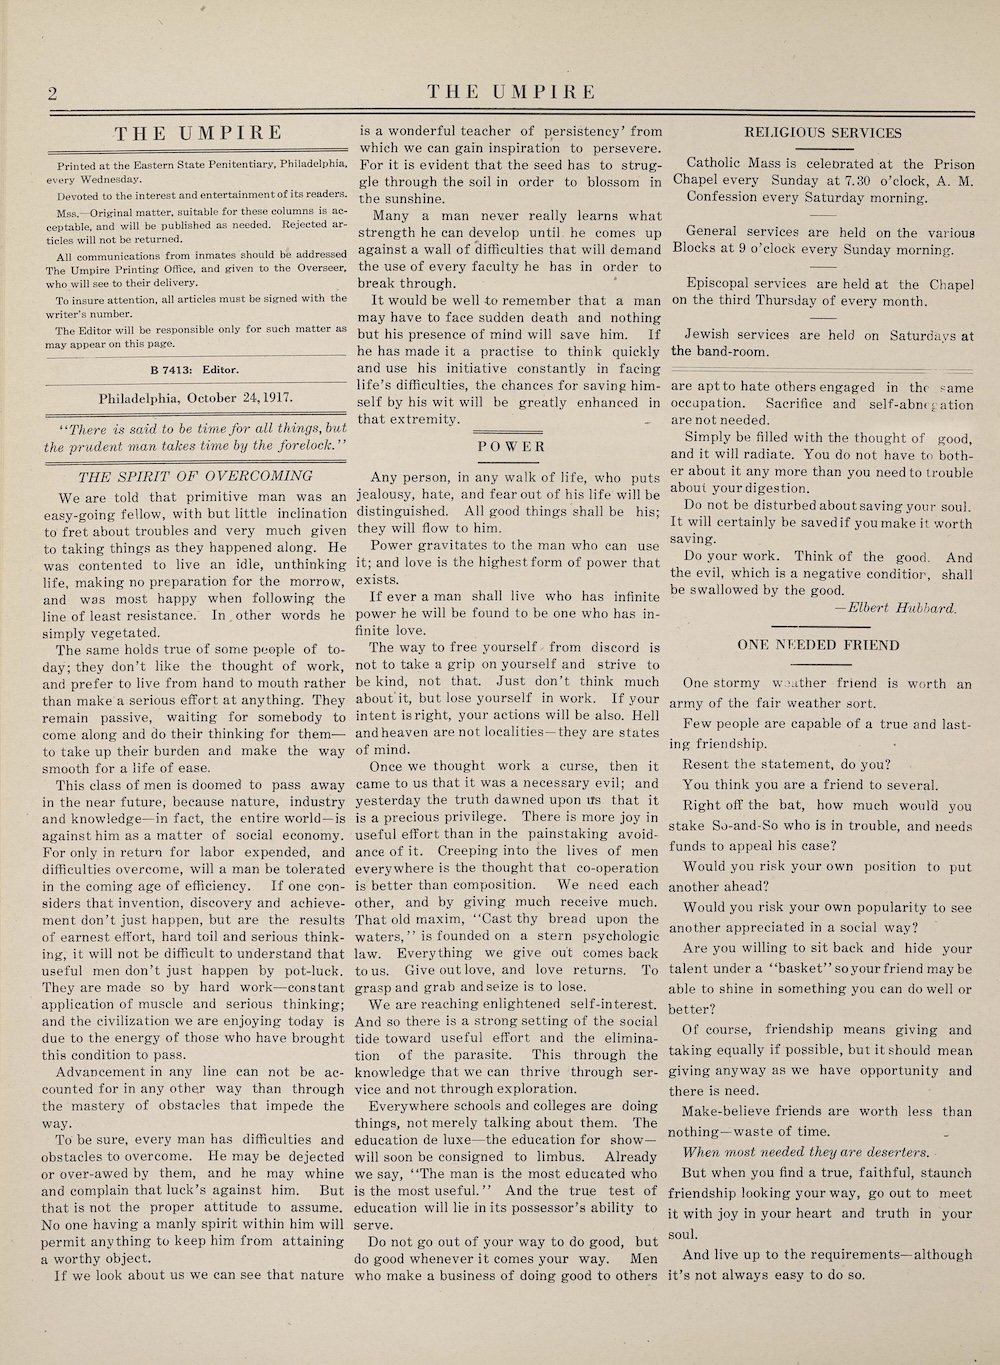 2
THE UMPIRE
THE UMPIRE
Printed at the Eastern State Penitentiary, Philadelphia,
every Wednesday.
Devoted to the interest and entertainment of its readers.
Mss.—Original matter, suitable for these columns is ac-
ceptable, and will be published as needed. Rejected ar-
ticles will not be returned.
All communications from inmates should be addressed
The Umpire Printing Office, and given to the Overseer,
who will see to their delivery.
To insure attention, all articles must be signed with the
writer's number.
The Editor will be responsible only for such matter as
may appear on this page.
B 7413: Editor.
Philadelphia, October 24, 1917.
"There is said to be time for all things, but
the prudent man takes time by the forelock."
THE SPIRIT OF OVERCOMING
We are told that primitive man was an
easy-going fellow, with but little inclination
to fret about troubles and very much given
to taking things as they happened along. He
was contented to live an idle, unthinking
life, making no preparation for the morrow,
and was most happy when following the
line of least resistance. In other words he
simply vegetated.
The same holds true of some people of to-
day; they don't like the thought of work,
and prefer to live from hand to mouth rather
than make a serious effort at anything. They
remain passive, waiting for somebody to
come along and do their thinking for them—
to take up their burden and make the way
smooth for a life of ease.
This class of men is doomed to pass away
in the near future, because nature, industry
and knowledge—in fact, the entire world—is
against him as a matter of social economy.
For only in return for labor expended, and
difficulties overcome, will a man be tolerated
in the coming age of efficiency. If one con-
siders that invention, discovery and achieve-
ment don't just happen, but are the results
of earnest effort, hard toil and serious think-
ing, it will not be difficult to understand that
useful men don't just happen by pot-luck.
They are made so by hard work—constant
application of muscle and serious thinking;
and the civilization we are enjoying today is
due to the energy of those who have brought
this condition to pass.
Advancement in any line can not be ac-
counted for in any other way than through
the mastery of obstacles that impede the
way.
To be sure, every man has difficulties and
obstacles to overcome. He may be dejected
or over-awed by them, and he may whine
and complain that luck's against him. But
that is not the proper attitude to assume.
No one having a manly spirit within him will
permit anything to keep him from attaining
a worthy object.
If we look about us we can see that nature
is a wonderful teacher of persistency' from
which we can gain inspiration to persevere.
For it is evident that the seed has to strug-
gle through the soil in order to blossom in
the sunshine.
Many a man never really learns what
strength he can develop until he comes up
against a wall of difficulties that will demand
the use of every faculty he has in order to
break through.
It would be well to remember that a man
may have to face sudden death and nothing
but his presence of mind will save him. If
he has made it a practise to think quickly
and use his initiative constantly in facing
life's difficulties, the chances for saving him-
self by his wit will be greatly enhanced in
that extremity.
POWER
Any person, in any walk of life, who puts
jealousy, hate, and fear out of his life will be
distinguished. All good things shall be his;
they will flow to him.
Power gravitates to the man who can use
it; and love is the highest form of power that
exists.
If ever a man shall live who has infinite
power he will be found to be one who has in-
finite love.
The way to free yourself from discord is
not to take a grip on yourself and strive to
be kind, not that. Just don't think much
about it, but lose yourself in work. If your
intent is right, your actions will be also. Hell
and heaven are not localities—they are states
of mind.
Once we thought work a curse, then it
came to us that it was a necessary evil; and
yesterday the truth dawned upon us that it
is a precious privilege. There is more joy in
useful effort than in the painstaking avoid-
ance of it. Creeping into the lives of men
everywhere is the thought that co-operation
is better than composition. We need each
other, and by giving much receive much.
That old maxim, "Cast thy bread upon the
waters," is founded on a stern psychologic
law. Everything we give out comes back
to us. Give out love, and love returns. To
grasp and grab and seize is to lose.
We are reaching enlightened self-interest.
And so there is a strong setting of the social
tide toward useful effort and the elimina-
tion of the parasite. This through the
knowledge that we can thrive through ser-
vice and not through exploration.
Everywhere schools and colleges are doing
things, not merely talking about them. The
education de luxe—the education for show—
will soon be consigned to limbus. Already
we say, "The man is the most educated who
is the most useful." And the true test of
education will lie in its possessor's ability to
serve.
Do not go out of your way to do good, but
do good whenever it comes your way. Men
who make a business of doing good to others
RELIGIOUS SERVICES
Catholic Mass is celebrated at the Prison
Chapel every Sunday at 7.30 o'clock, A. M.
Confession every Saturday morning.
General services are held on the various
Blocks at 9 o'clock every Sunday morning.
Episcopal services are held at the Chapel
on the third Thursday of every month.
Jewish services are held on Saturdays at
the band-room.
are apt to hate others engaged in the same
occupation. Sacrifice and self-abnegation
are not needed.
Simply be filled with the thought of good,
and it will radiate. You do not have to both-
er about it any more than you need to trouble
about your digestion.
Do not be disturbed about saving your soul.
It will certainly be saved if you make it worth
saving.
Do your work. Think of the good. And
the evil, which is a negative condition, shall
be swallowed by the good.
—Elbert Hubbard.
ONE NEEDED FRIEND
One stormy weather friend is worth an
army of the fair weather sort.
Few people are capable of a true and last-
ing friendship.
Resent the statement, do you?
You think you are a friend to several.
Right off the bat, how much would you
stake So-and-So who is in trouble, and needs
funds to appeal his case?
Would you risk your own position to put
another ahead?
Would you risk your own popularity to see
another appreciated in a social way?
Are you willing to sit back and hide your
talent under a "basket" so your friend may be
able to shine in something you can do well or
better?
Of course, friendship means giving and
taking equally if possible, but it should mean
giving anyway as we have opportunity and
there is need.
Make-believe friends are worth less than
nothing—waste of time.
When most needed they are deserters.
But when you find a true, faithful, staunch
friendship looking your way, go out to meet
it with joy in your heart and truth in your
soul.
And live up to the requirements—although
it's not always easy to do so.